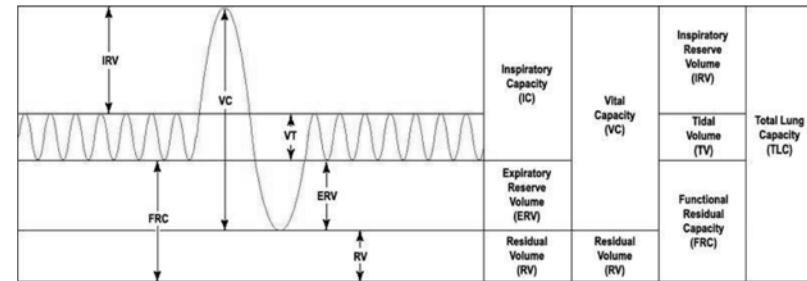 IRV
VC
VT
ERV
FRC
RV
Inspiratory
Capacity
(IC)
Expiratory
Reserve
Volume
(ERV)
Residual
Volume
(RV)
Vital
Capacity
(VC)
Residual
Volume
(RV)
Inspiratory
Reserve
Volume
(IRV)
Tidal
Volume
(TV)
Functional
Residual
Capacity
(FRC)
Total Lung
Capacity
(TLC)